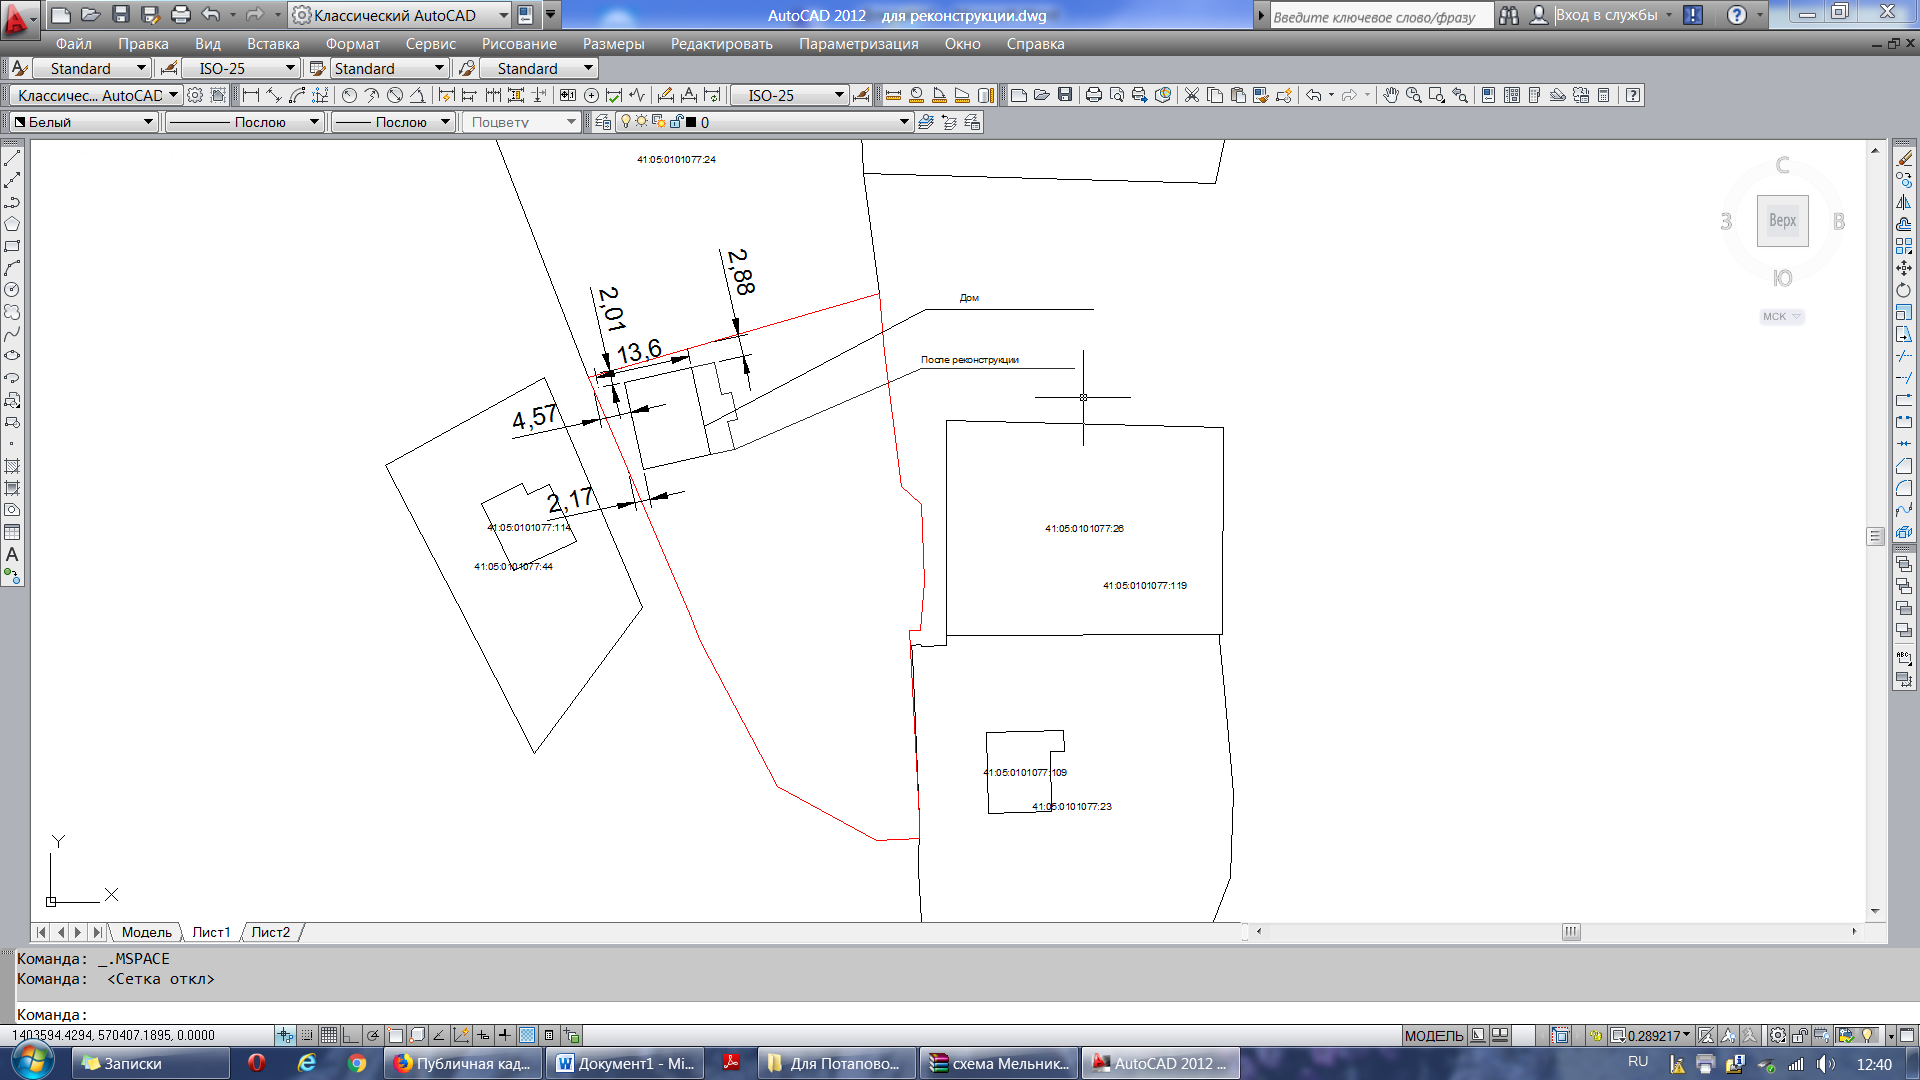 AutoCAD 2012 для реконструкции.dwg
Классический AutoCAD
Введите ключевое слово/фразу
Вход в службы
Файл Правка Вид Вставка Формат Сервис Рисование Размеры Редактировать Параметризация Окно Справка
Standard ISO-25 Standard Standard
Классичес... AutoCAD ISO-25
Белый Послою Послою Поцвету 0
41:05:0101077:24
С
З Верх В
Ю
МСК
2,88
2,01
13,6
Дом
После реконструкции
4,57
2,17
41:05:0101077:114
41:05:0101077:44
41:05:0101077:26
41:05:0101077:119
41:05:0101077:109
41:05:0101077:23
Y
X
A
ABC
Модель Лист1 Лист2
Команда: _.MSPACE
Команда: <Сетка откл>
Команда:
1403594.4294, 570407.1895, 0.0000
МОДЕЛЬ 0.289217
Записки Публичная кад... Документ1 - Mi... Для Потапово... схема Мельник... AutoCAD 2012 ...
RU 12:40